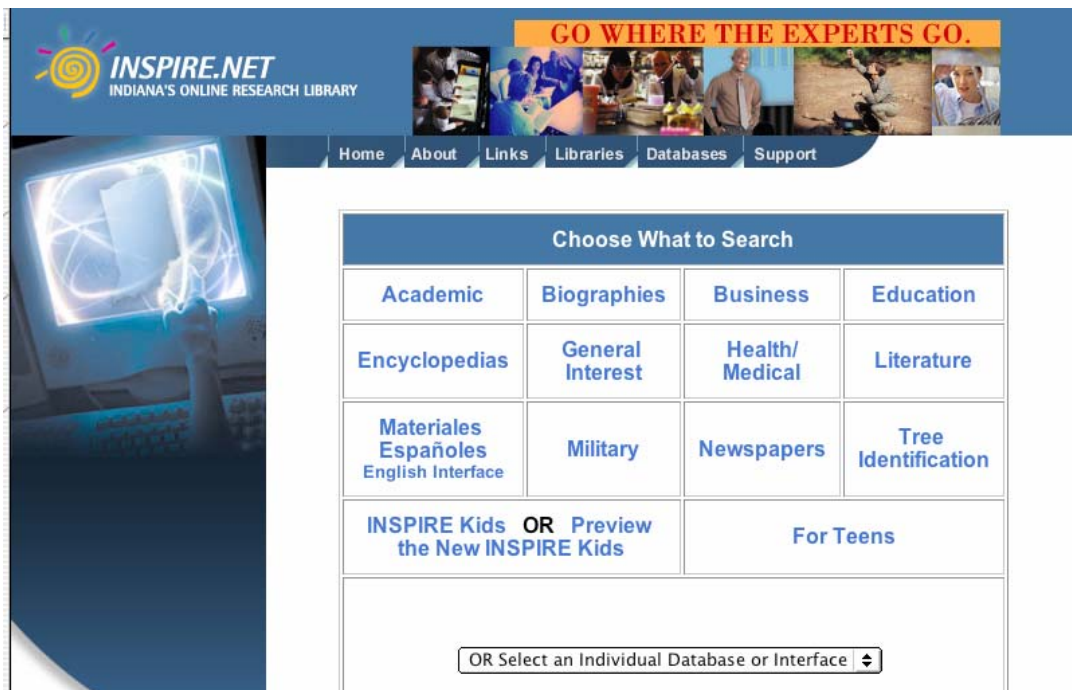 GO WHERE THE EXPERTS GO.
INSPIRE.NET
INDIANA'S ONLINE RESEARCH LIBRARY
Home About Links Libraries Databases Support
Choose What to Search
Academic Biographies Business Education
Encyclopedias General Interest Health/ Medical Literature
Materiales Españoles English Interface Military Newspapers Tree Identification
INSPIRE Kids OR Preview
the New INSPIRE Kids
For Teens
OR Select an Individual Database or Interface